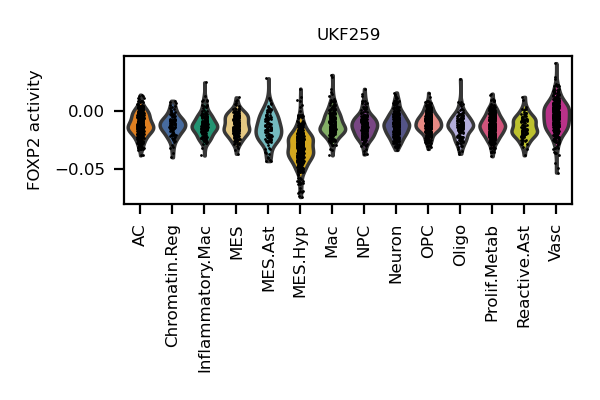 UKF259
FOXP2 activity
0.00
−0.05
AC
Chromatin.Reg
Inflammatory.Mac
MES
MES.Ast
MES.Hyp
Mac
NPC
Neuron
OPC
Oligo
Prolif.Metab
Reactive.Ast
Vasc